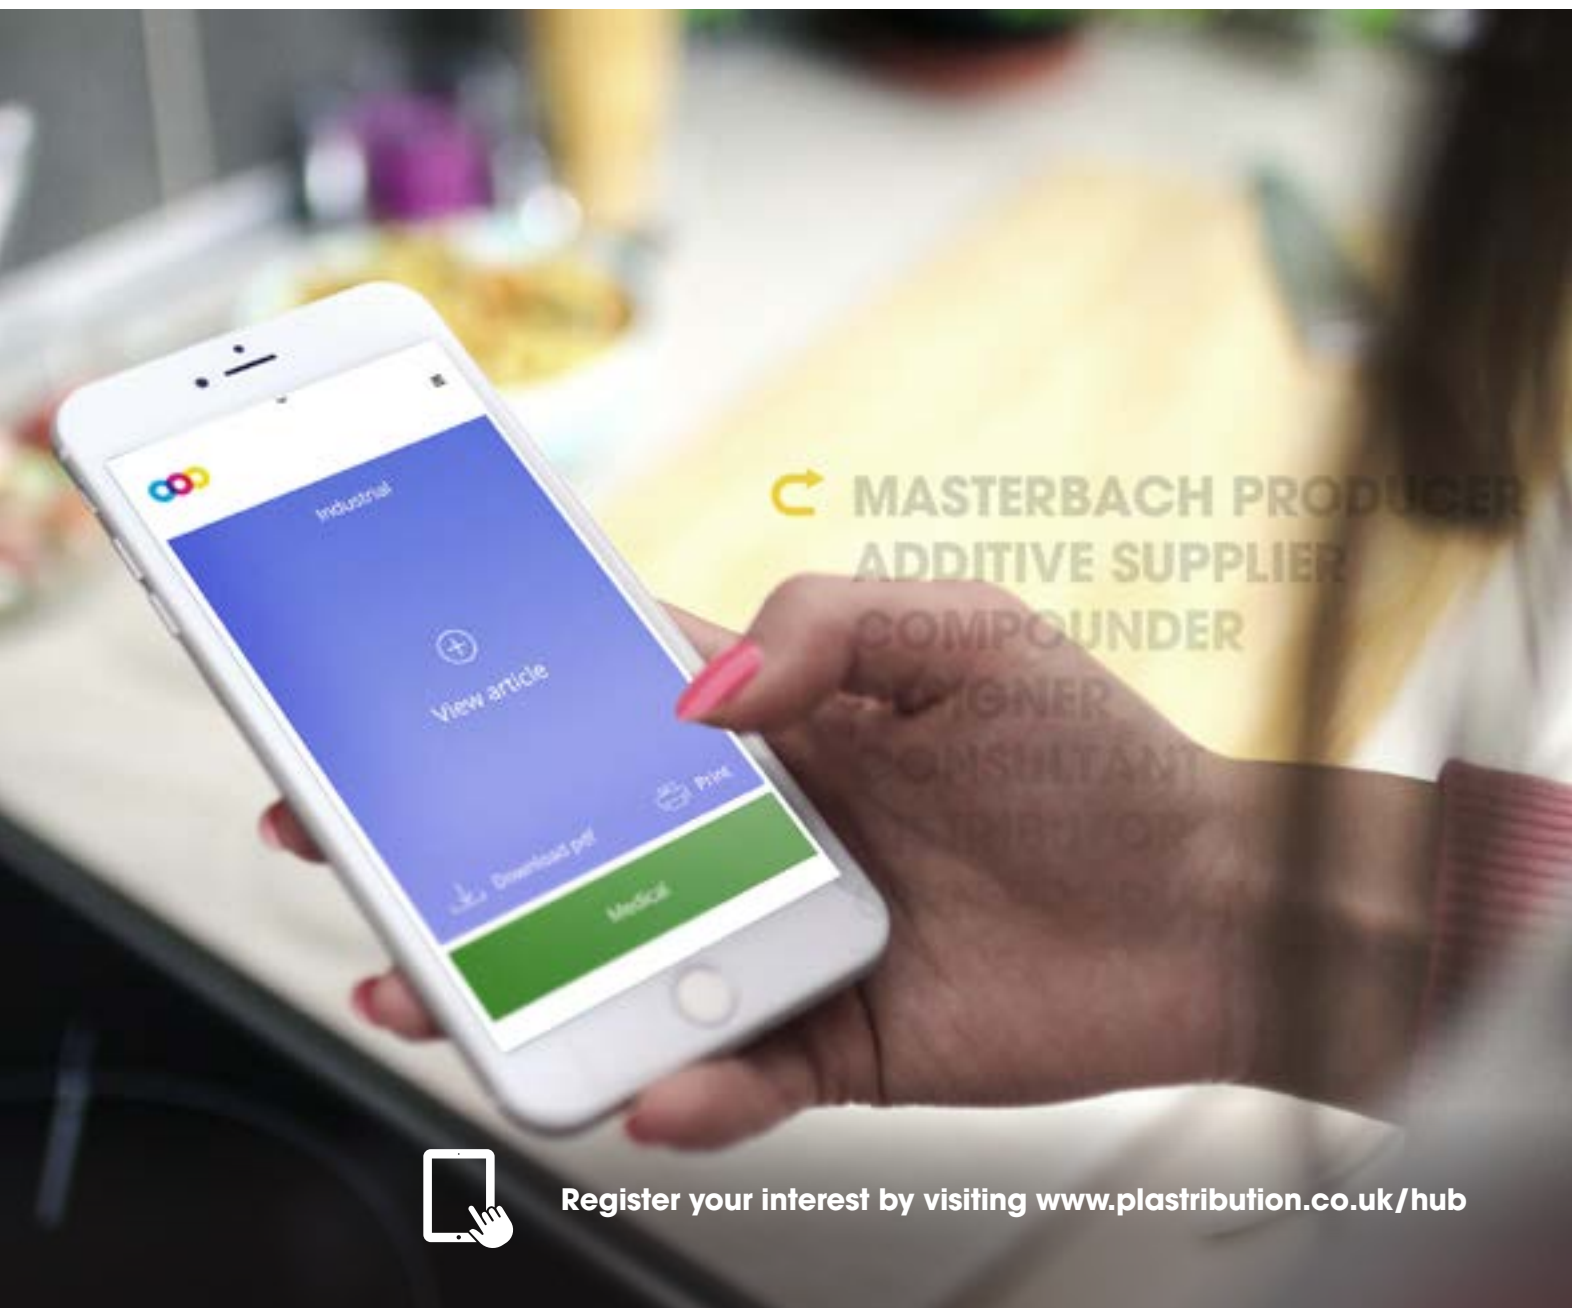 Industrial
View article
Download pdf
Print
Medical
MASTERBACH PRODUCER
ADDITIVE SUPPLIER
COMPOUNDER
CONSULTANT
Register your interest by visiting www.plastribution.co.uk/hub